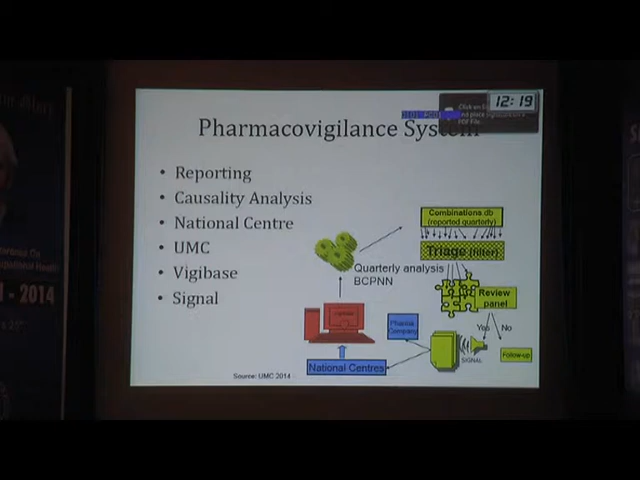 12:19
Pharmacovigilance System
• Reporting
• Causality Analysis
• National Centre
• UMC
• Vigibase
• Signal
Combinations db
(reported quarterly)
Triage (filter)
Quarterly analysis
BCPNN
Review
panel
Pharma
Company
Yes
No
SIGNAL
Follow-up
National Centres
Source: UMC 2014
- 2014